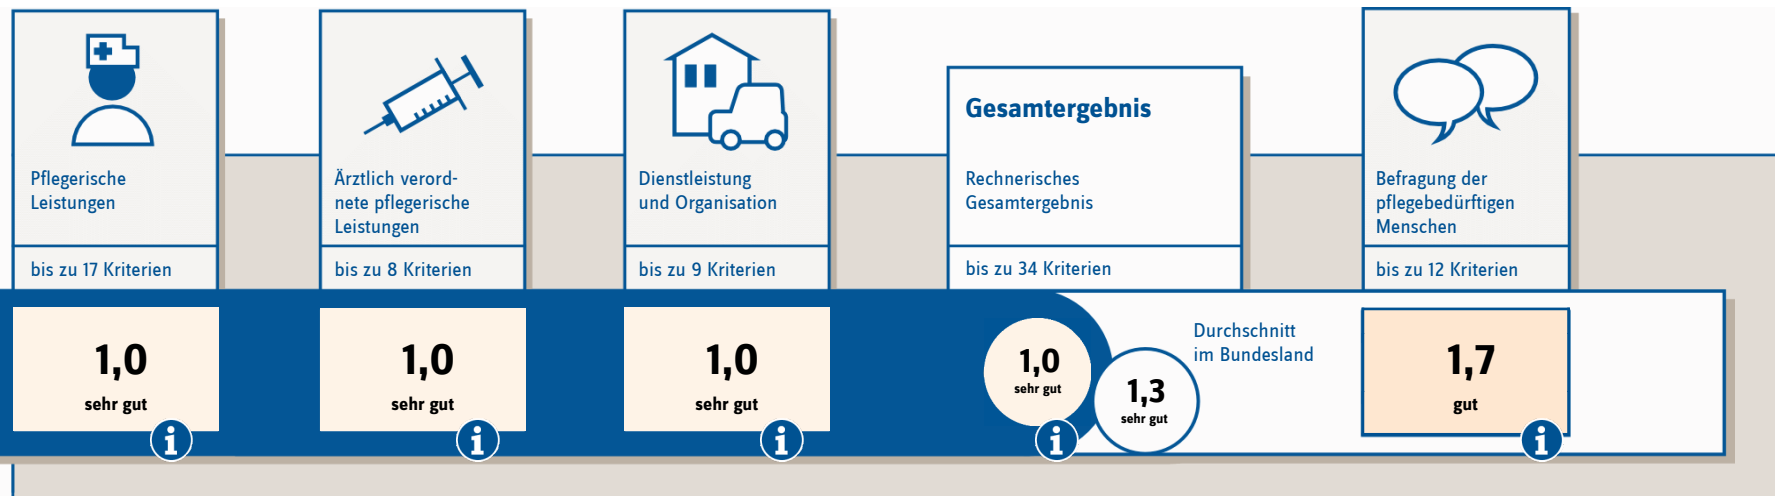 Pflegerische
Leistungen
bis zu 17 Kriterien
1,0
sehr gut
i
Ärztlich verord-
nete pflegerische
Leistungen
bis zu 8 Kriterien
1,0
sehr gut
i
Dienstleistung
und Organisation
bis zu 9 Kriterien
1,0
sehr gut
i
Gesamtergebnis
Rechnerisches
Gesamtergebnis
bis zu 34 Kriterien
1,0
sehr gut
i
1,3
sehr gut
Durchschnitt
im Bundesland
Befragung der
pflegebedürftigen
Menschen
bis zu 12 Kriterien
1,7
gut
i